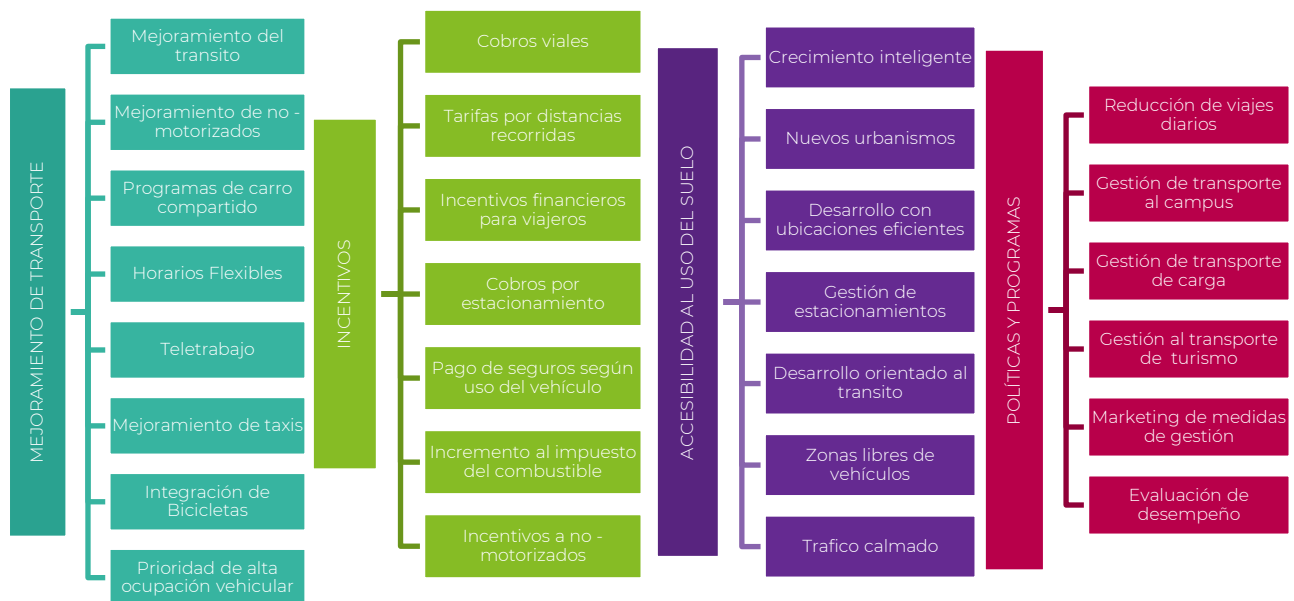 MEJORAMIENTO DE TRANSPORTE
Mejoramiento del
transito
Mejoramiento de no -
motorizados
Programas de carro
compartido
Horarios Flexibles
Teletrabajo
Mejoramiento de taxis
Integración de
Bicicletas
Prioridad de alta
ocupación vehicular
INCENTIVOS
Cobros viales
Tarifas por distancias
recorridas
Incentivos financieros
para viajeros
Cobros por
estacionamiento
Pago de seguros según
uso del vehículo
Incremento al impuesto
del combustible
Incentivos a no -
motorizados
ACCESIBILIDAD AL USO DEL SUELO
Crecimiento inteligente
Nuevos urbanismos
Desarrollo con
ubicaciones eficientes
Gestión de
estacionamientos
Desarrollo orientado al
transito
Zonas libres de
vehículos
Trafico calmado
POLÍTICAS Y PROGRAMAS
Reducción de viajes
diarios
Gestión de transporte
al campus
Gestión de transporte
de carga
Gestión al transporte
de turismo
Marketing de medidas
de gestión
Evaluación de
desempeño